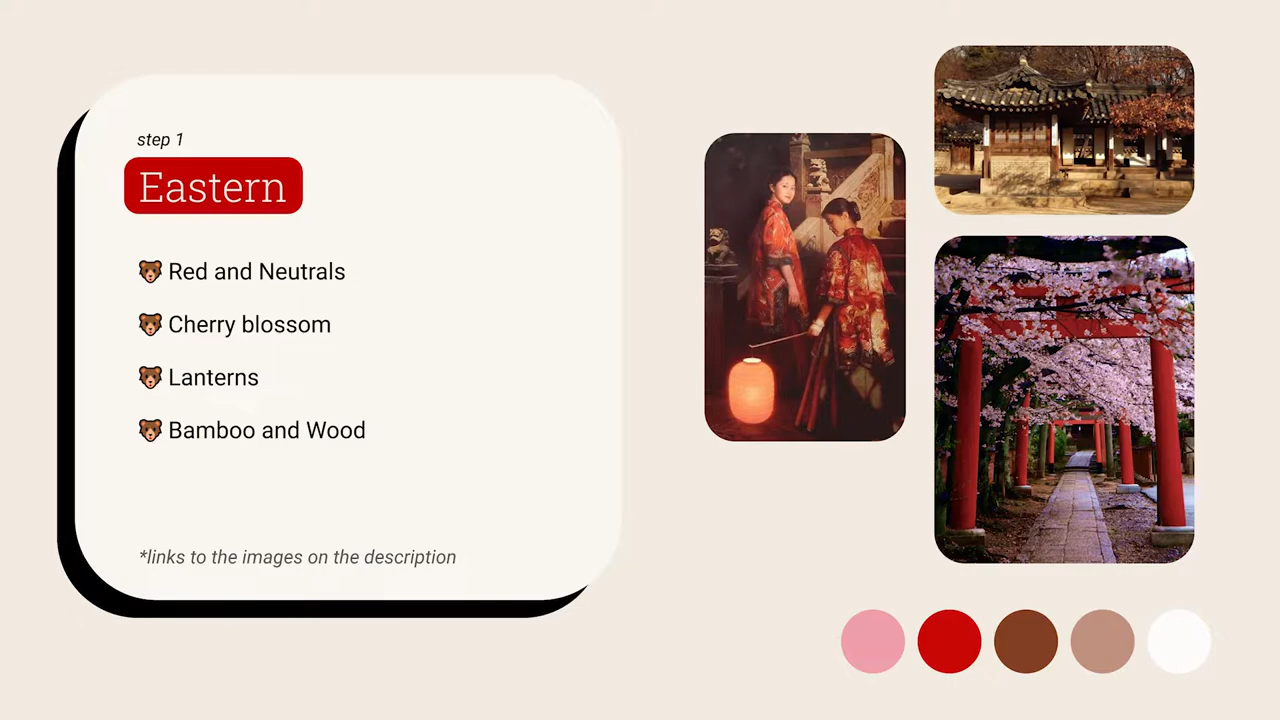 step 1
Eastern
🐻 Red and Neutrals
🐻 Cherry blossom
🐻 Lanterns
🐻 Bamboo and Wood
*links to the images on the description